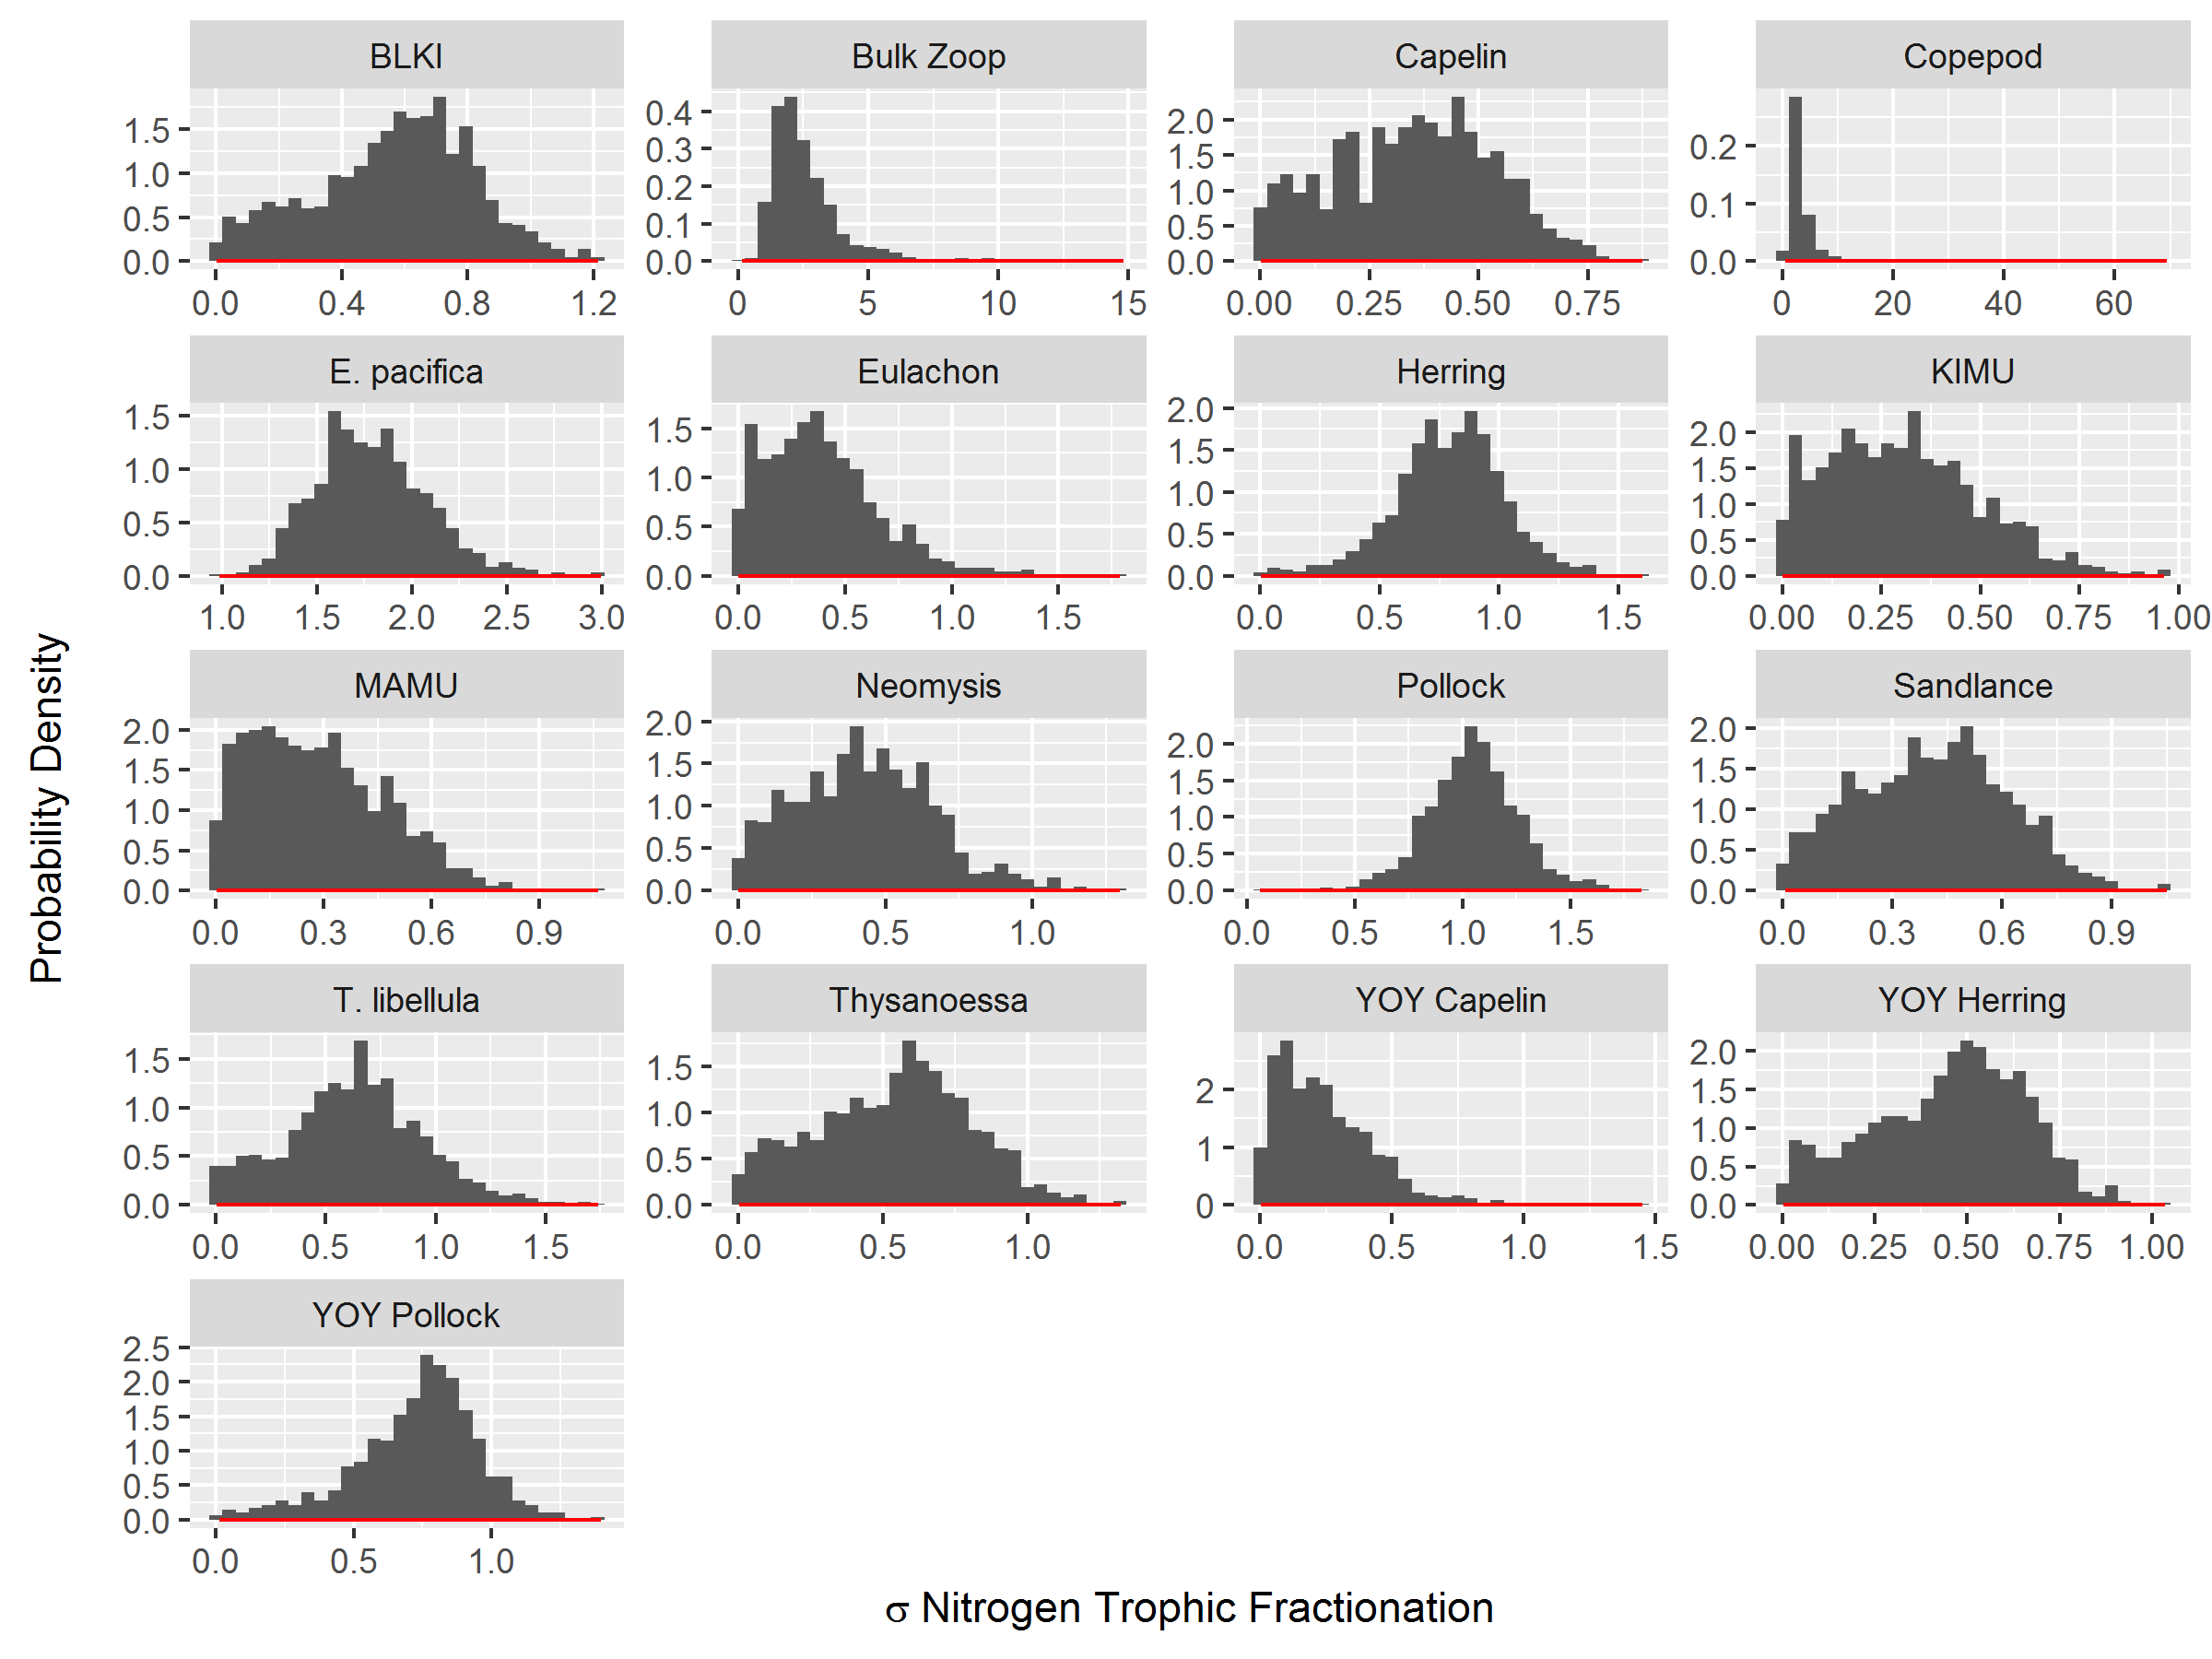 BLKI Bulk Zoop Capelin Copepod
1.5 1.0 0.5 0.0
0.4 0.3 0.2 0.1 0.0
2.0 1.5 1.0 0.5 0.0
0.2 0.1 0.0
0.0 0.4 0.8 1.2 0 5 10 15 0.00 0.25 0.50 0.75 0 20 40 60
E. pacifica Eulachon Herring KIMU
1.5 1.0 0.5 0.0
1.5 1.0 0.5 0.0
2.0 1.5 1.0 0.5 0.0
2.0 1.5 1.0 0.5 0.0
1.0 1.5 2.0 2.5 3.0 0.0 0.5 1.0 1.5 0.0 0.5 1.0 1.5 0.00 0.25 0.50 0.75 1.00
MAMU Neomysis Pollock Sandlance
2.0 1.5 1.0 0.5 0.0
2.0 1.5 1.0 0.5 0.0
2.0 1.5 1.0 0.5 0.0
2.0 1.5 1.0 0.5 0.0
0.0 0.3 0.6 0.9 0.0 0.5 1.0 0.0 0.5 1.0 1.5 0.0 0.3 0.6 0.9
T. libellula Thysanoessa YOY Capelin YOY Herring
1.5 1.0 0.5 0.0
1.5 1.0 0.5 0.0
2 1 0
2.0 1.5 1.0 0.5 0.0
0.0 0.5 1.0 1.5 0.0 0.5 1.0 0.0 0.5 1.0 1.5 0.00 0.25 0.50 0.75 1.00
YOY Pollock
2.5 2.0 1.5 1.0 0.5 0.0
0.0 0.5 1.0
Probability Density
σ Nitrogen Trophic Fractionation